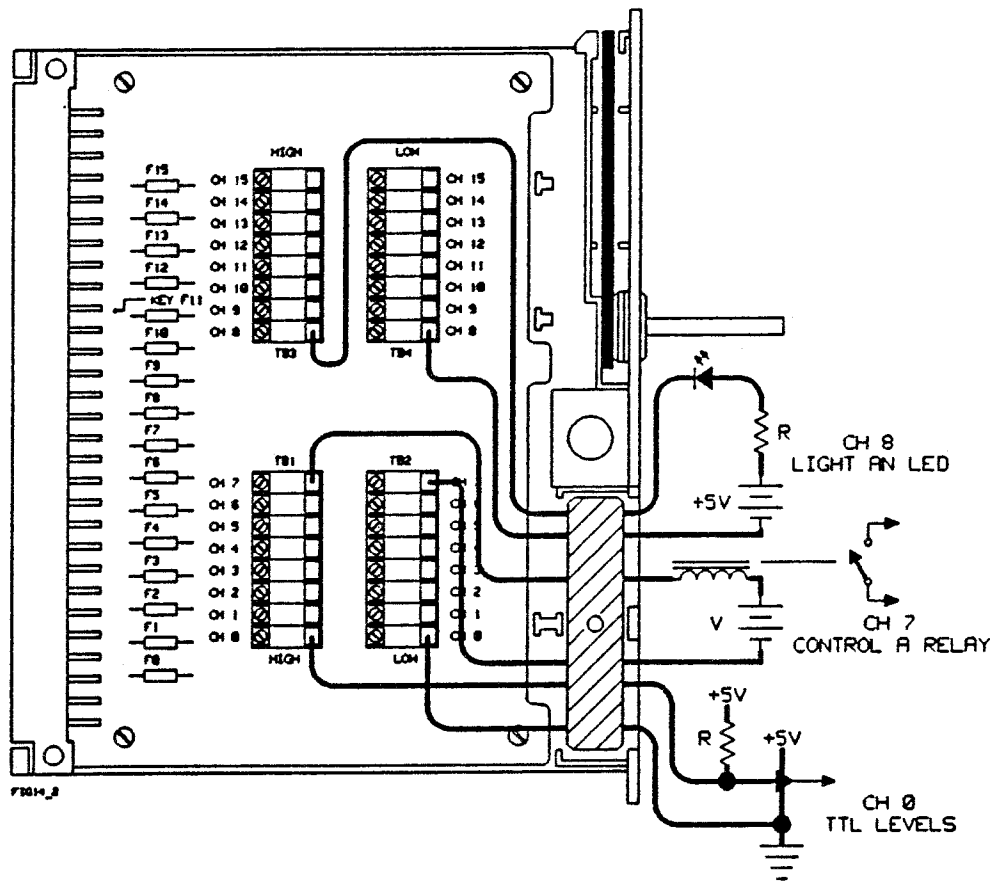 HIGH
LOW
F15
F14
F13
F12
KEY F11
F10
F9
F8
F7
F6
F5
F4
F3
F2
F1
F0
CH 15
CH 14
CH 13
CH 12
CH 11
CH 10
CH 9
CH 8
TB3
CH 15
CH 14
CH 13
CH 12
CH 11
CH 10
CH 9
CH 8
TB4
TB1
TB2
CH 7
CH 6
CH 5
CH 4
CH 3
CH 2
CH 1
CH 0
HIGH
2
1
0
LOW
R
CH 8
LIGHT AN LED
+5V
V
CH 7
CONTROL A RELAY
+5V
R
+5V
CH 0
TTL LEVELS
FIG14_2